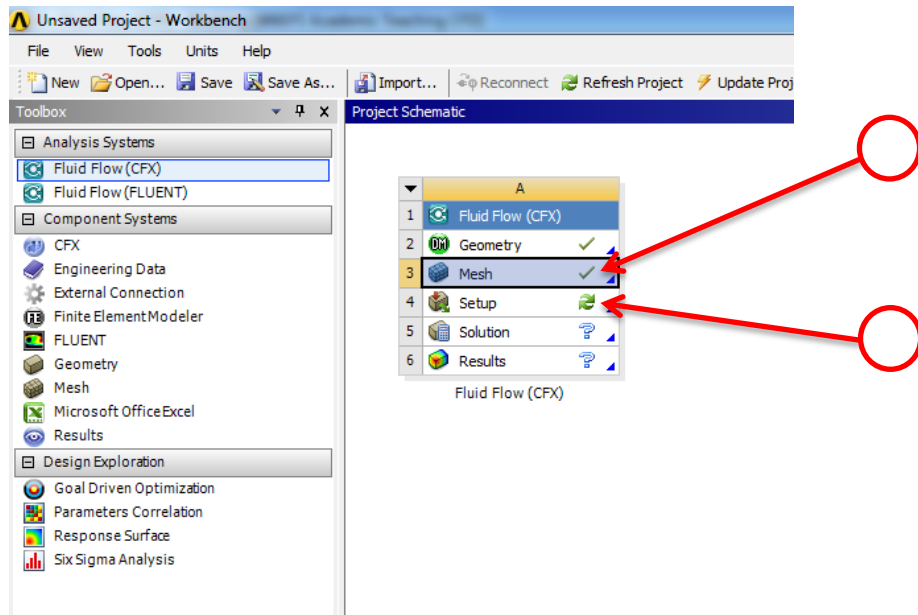 Unsaved Project - Workbench
File View Tools Units Help
New Open... Save Save As... Import... Reconnect Refresh Project Update Proj
Toolbox
Project Schematic
Analysis Systems
Fluid Flow (CFX)
Fluid Flow (FLUENT)
Component Systems
CFX
Engineering Data
External Connection
Finite Element Modeler
FLUENT
Geometry
Mesh
Microsoft Office Excel
Results
Design Exploration
Goal Driven Optimization
Parameters Correlation
Response Surface
Six Sigma Analysis
A
1 Fluid Flow (CFX)
2 DM Geometry
3 Mesh
4 Setup
5 Solution ?
6 Results ?
Fluid Flow (CFX)